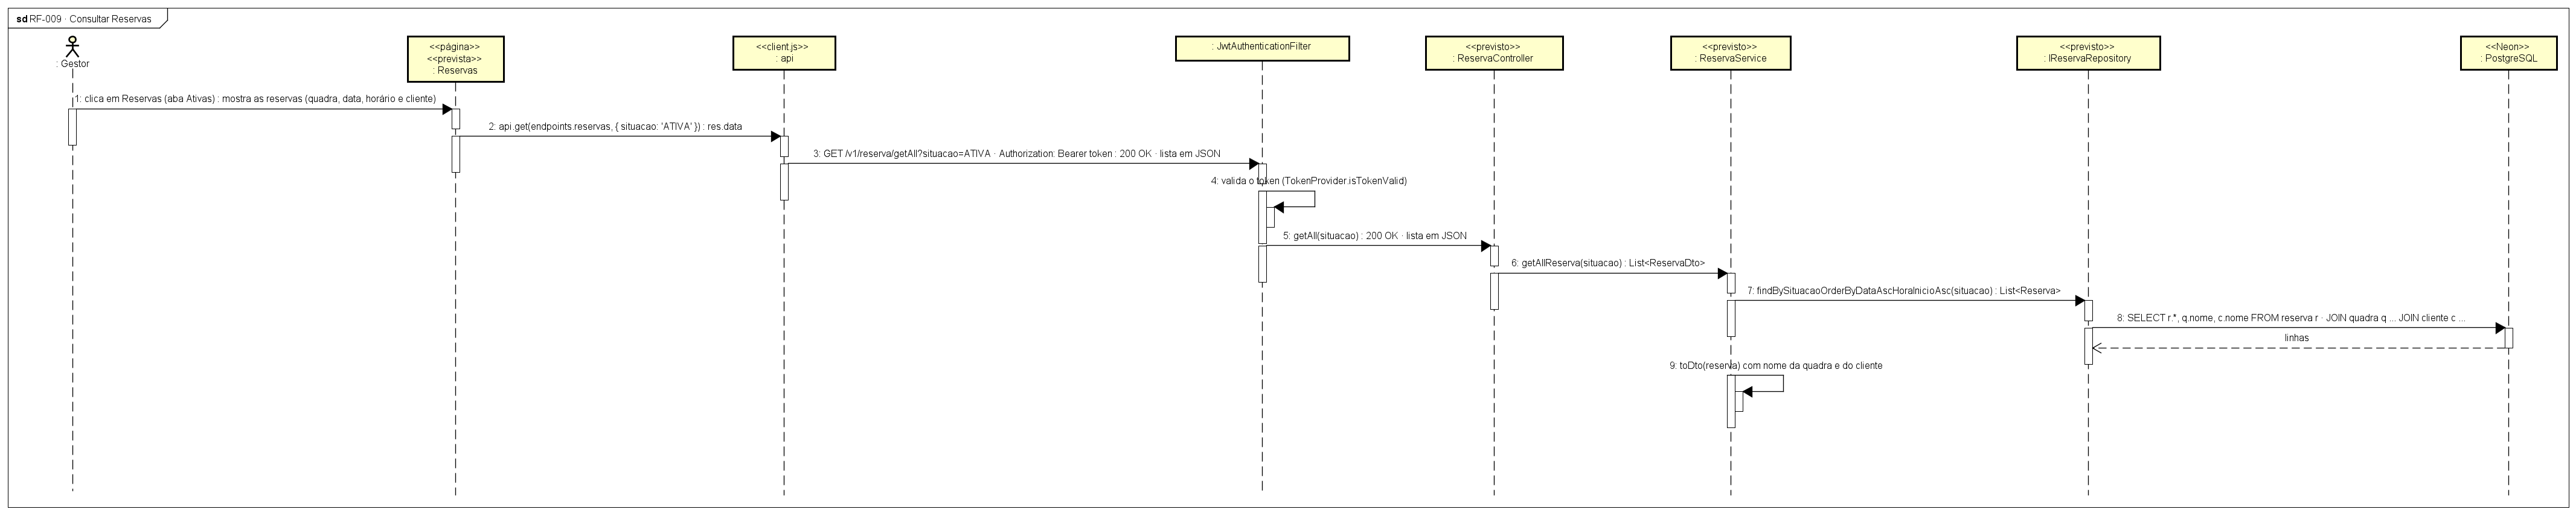 sd RF-009 · Consultar Reservas
: Gestor
<<página>>
<<prevista>>
: Reservas
<<client.js>>
: api
: JwtAuthenticationFilter
<<previsto>>
: ReservaController
<<previsto>>
: ReservaService
<<previsto>>
: IReservaRepository
<<Neon>>
: PostgreSQL
1: clica em Reservas (aba Ativas) : mostra as reservas (quadra, data, horário e cliente)
2: api.get(endpoints.reservas, { situacao: 'ATIVA' }) : res.data
3: GET /v1/reserva/getAll?situacao=ATIVA · Authorization: Bearer token : 200 OK · lista em JSON
4: valida o token (TokenProvider.isTokenValid)
5: getAll(situacao) : 200 OK · lista em JSON
6: getAllReserva(situacao) : List<ReservaDto>
7: findBySituacaoOrderByDataAscHoraInicioAsc(situacao) : List<Reserva>
8: SELECT r.*, q.nome, c.nome FROM reserva r · JOIN quadra q ... JOIN cliente c ...
linhas
9: toDto(reserva) com nome da quadra e do cliente